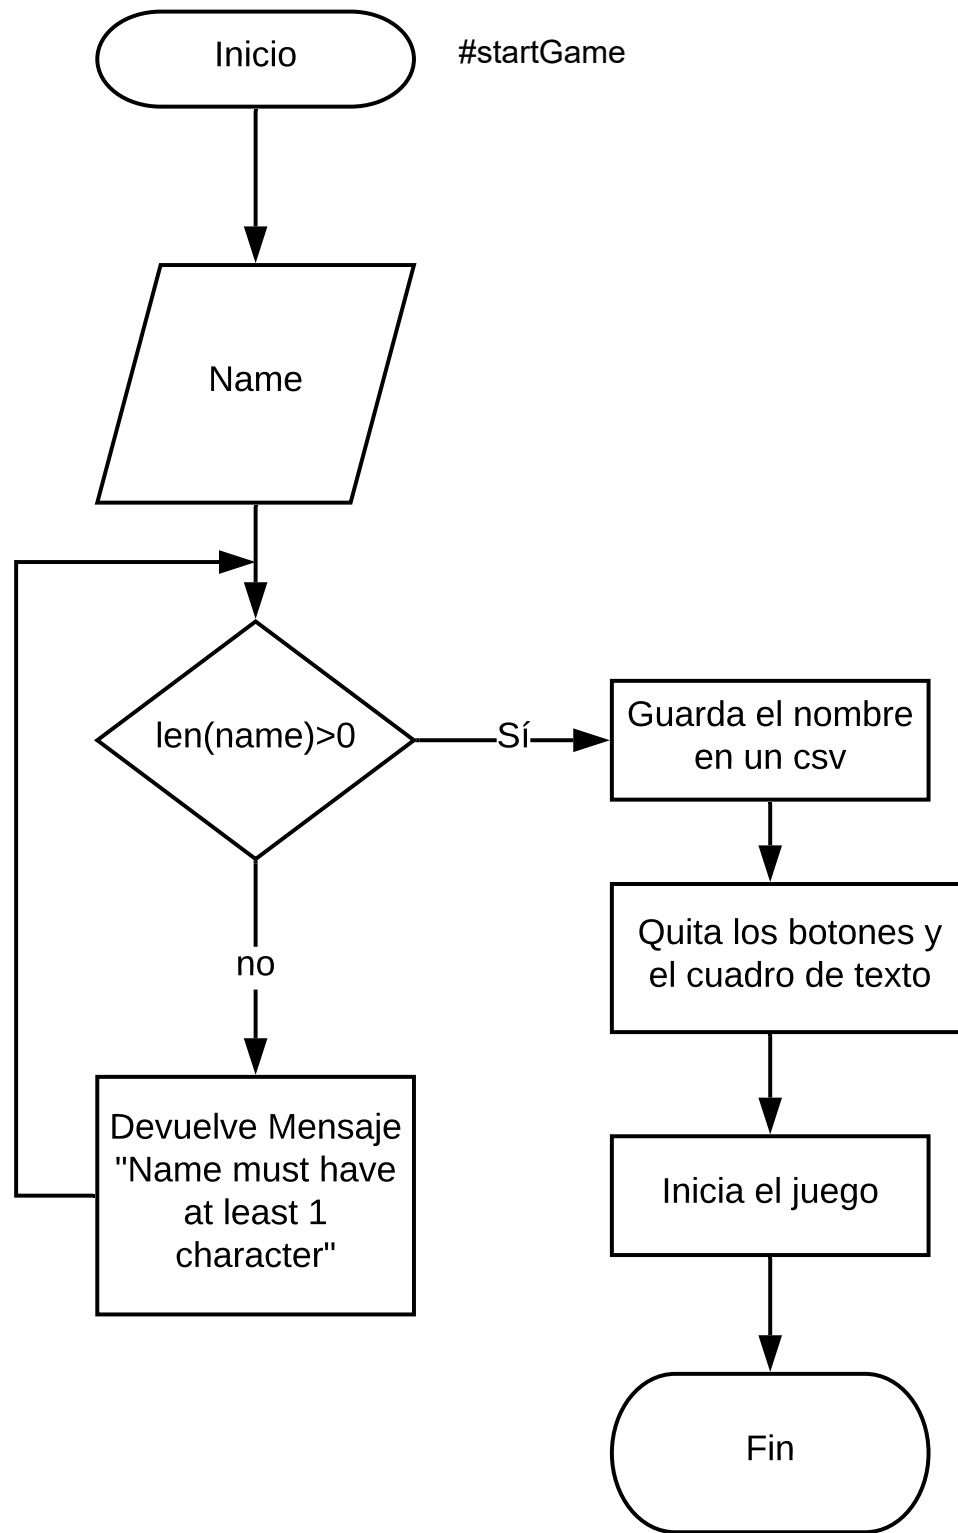 Inicio
#startGame
Name
len(name)>0
Sí
Guarda el nombre
en un csv
Quita los botones y
el cuadro de texto
no
Devuelve Mensaje
"Name must have
at least 1
character"
Inicia el juego
Fin